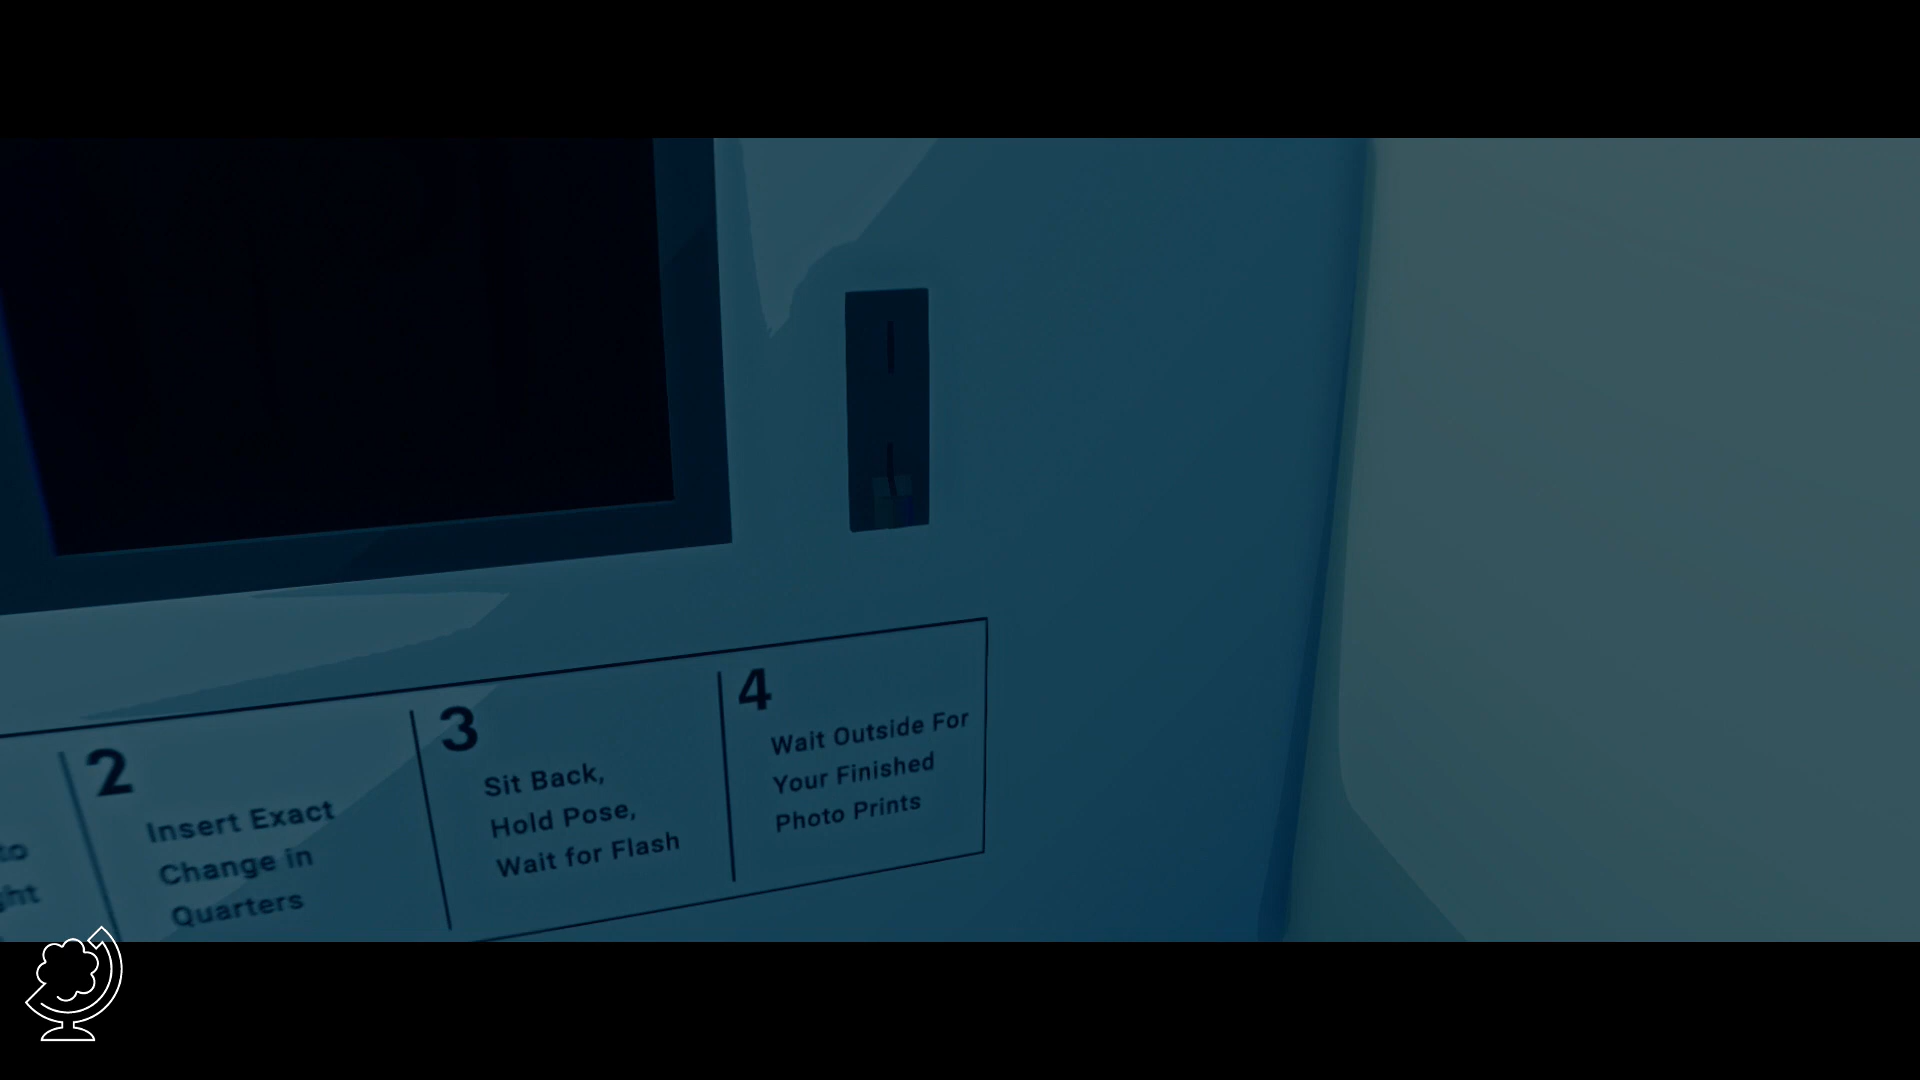 2
Insert Exact
Change in
Quarters
3
Sit Back,
Hold Pose,
Wait for Flash
4
Wait Outside For
Your Finished
Photo Prints